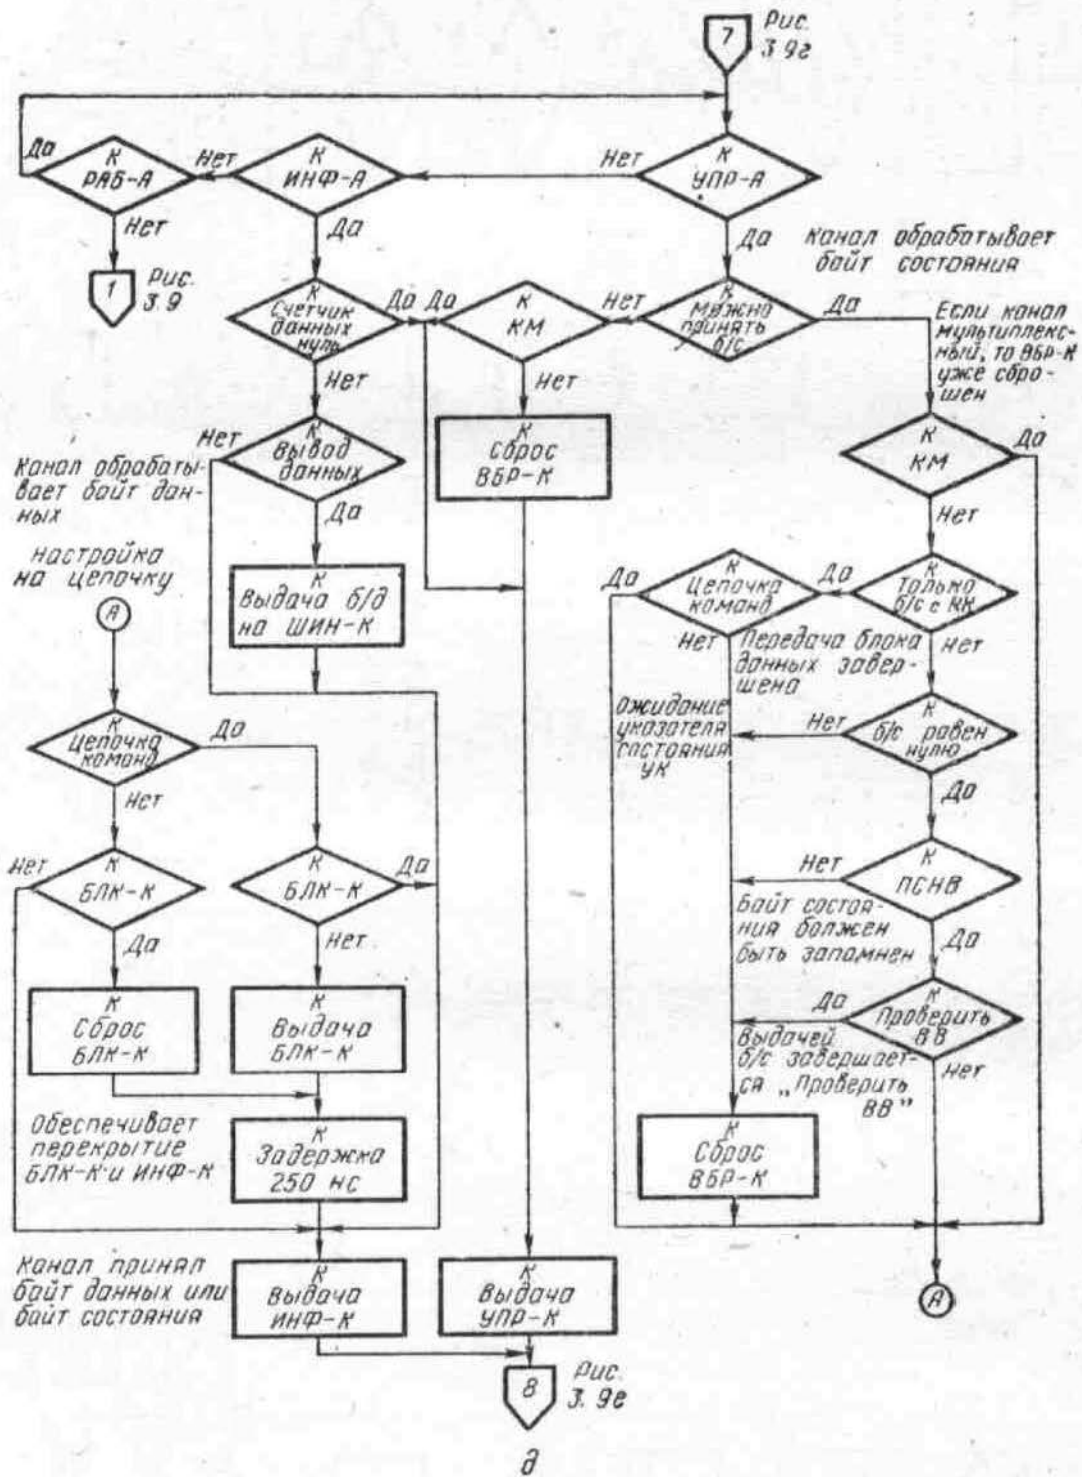 7
Рис.
3.9г
Да
К
РАБ-А
Нет
К
ИНФ-А
Нет
К
УПР-А
Нет
Да
Да
Канал обрабатывает
байт состояния
1
Рис.
3.9
К
Счетчик
данных
нуль
Да
Да
К
КМ
Нет
К
Можно
принять
б/с
Да
Если канал
мультиплекс-
ный, то ВБР-К
уже сбро-
шен
Нет
Нет
Нет
К
Вывод
данных
К
Сброс
ВБР-К
К
КМ
Да
Канал обрабаты-
вает байт дан-
ных
Да
Нет
Настройка
на цепочку
А
К
Выдача б/д
на ШИН-К
Да
К
Цепочка
команд
Да
К
Только
б/с с КК
Нет
Передача блока
данных завер-
шена
Нет
Ожидание
указателя
состояния
УК
Нет
К
б/с равен
нулю
К
Цепочка
команд
Да
Нет
Да
Нет
К
БЛК-К
К
БЛК-К
Да
Нет
К
ПСНВ
Байт состоя-
ния должен
быть запомнен
Да
Да
Нет
К
Сброс
БЛК-К
К
Выдача
БЛК-К
Да
К
Проверить
ВВ
Выдачей
б/с завершает-
ся „Проверить
ВВ”
Нет
Обеспечивает
перекрытие
БЛК-К и ИНФ-К
К
Задержка
250 нс
К
Сброс
ВБР-К
Канал принял
байт данных или
байт состояния
К
Выдача
ИНФ-К
К
Выдача
УПР-К
А
8
Рис.
3.9е
д